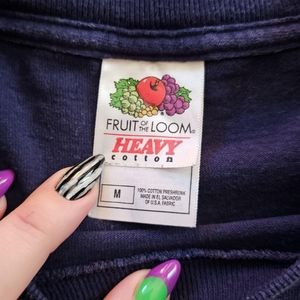 FRUIT OF THE LOOM®
HEAVY
cotton
M
100% COTTON PRESHRUNK
MADE IN EL SALVADOR
OF U.S.A. FABRIC